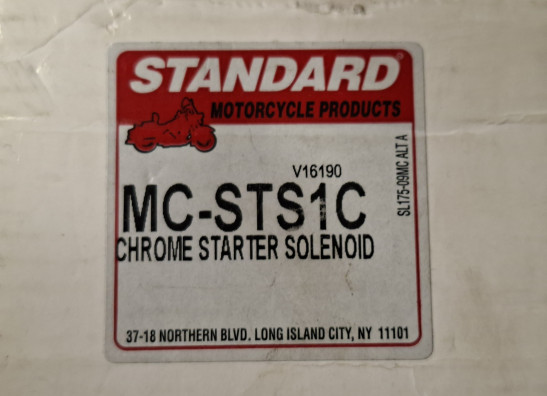 STANDARD®
MOTORCYCLE PRODUCTS
V16190
MC-STS1C
CHROME STARTER SOLENOID
SL175-09MC ALT A
37-18 NORTHERN BLVD. LONG ISLAND CITY, NY 11101